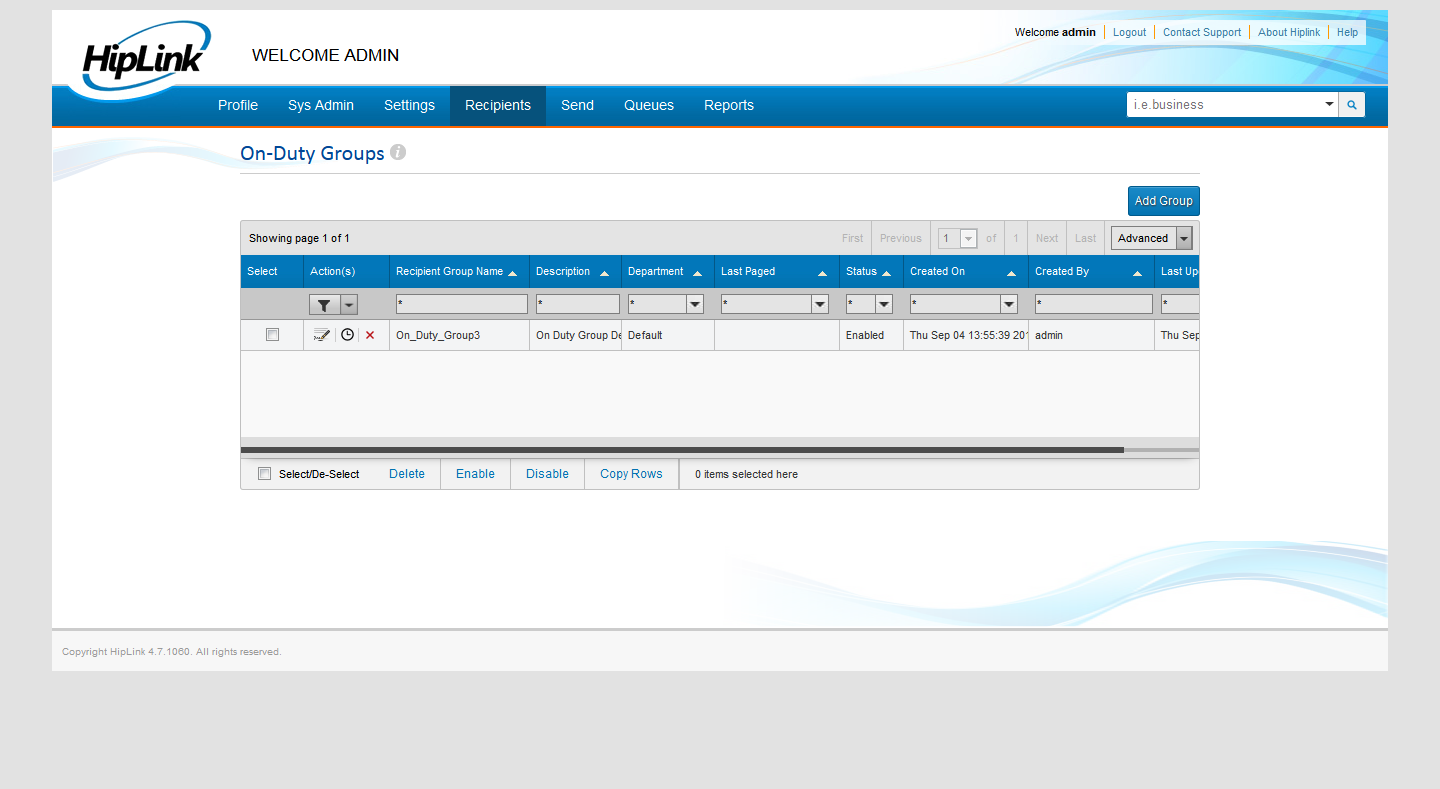 HipLink
WELCOME ADMIN
Welcome admin Logout Contact Support About Hiplink Help
Profile Sys Admin Settings Recipients Send Queues Reports i.e.business
On-Duty Groups i
Add Group
Showing page 1 of 1 First Previous 1 of 1 Next Last Advanced
Select Action(s) Recipient Group Name Description Department Last Paged Status Created On Created By Last Up
* * * * * * * *
On_Duty_Group3 On Duty Group De Default Enabled Thu Sep 04 13:55:39 201 admin Thu Sep
Select/De-Select Delete Enable Disable Copy Rows 0 items selected here
Copyright HipLink 4.7.1060. All rights reserved.